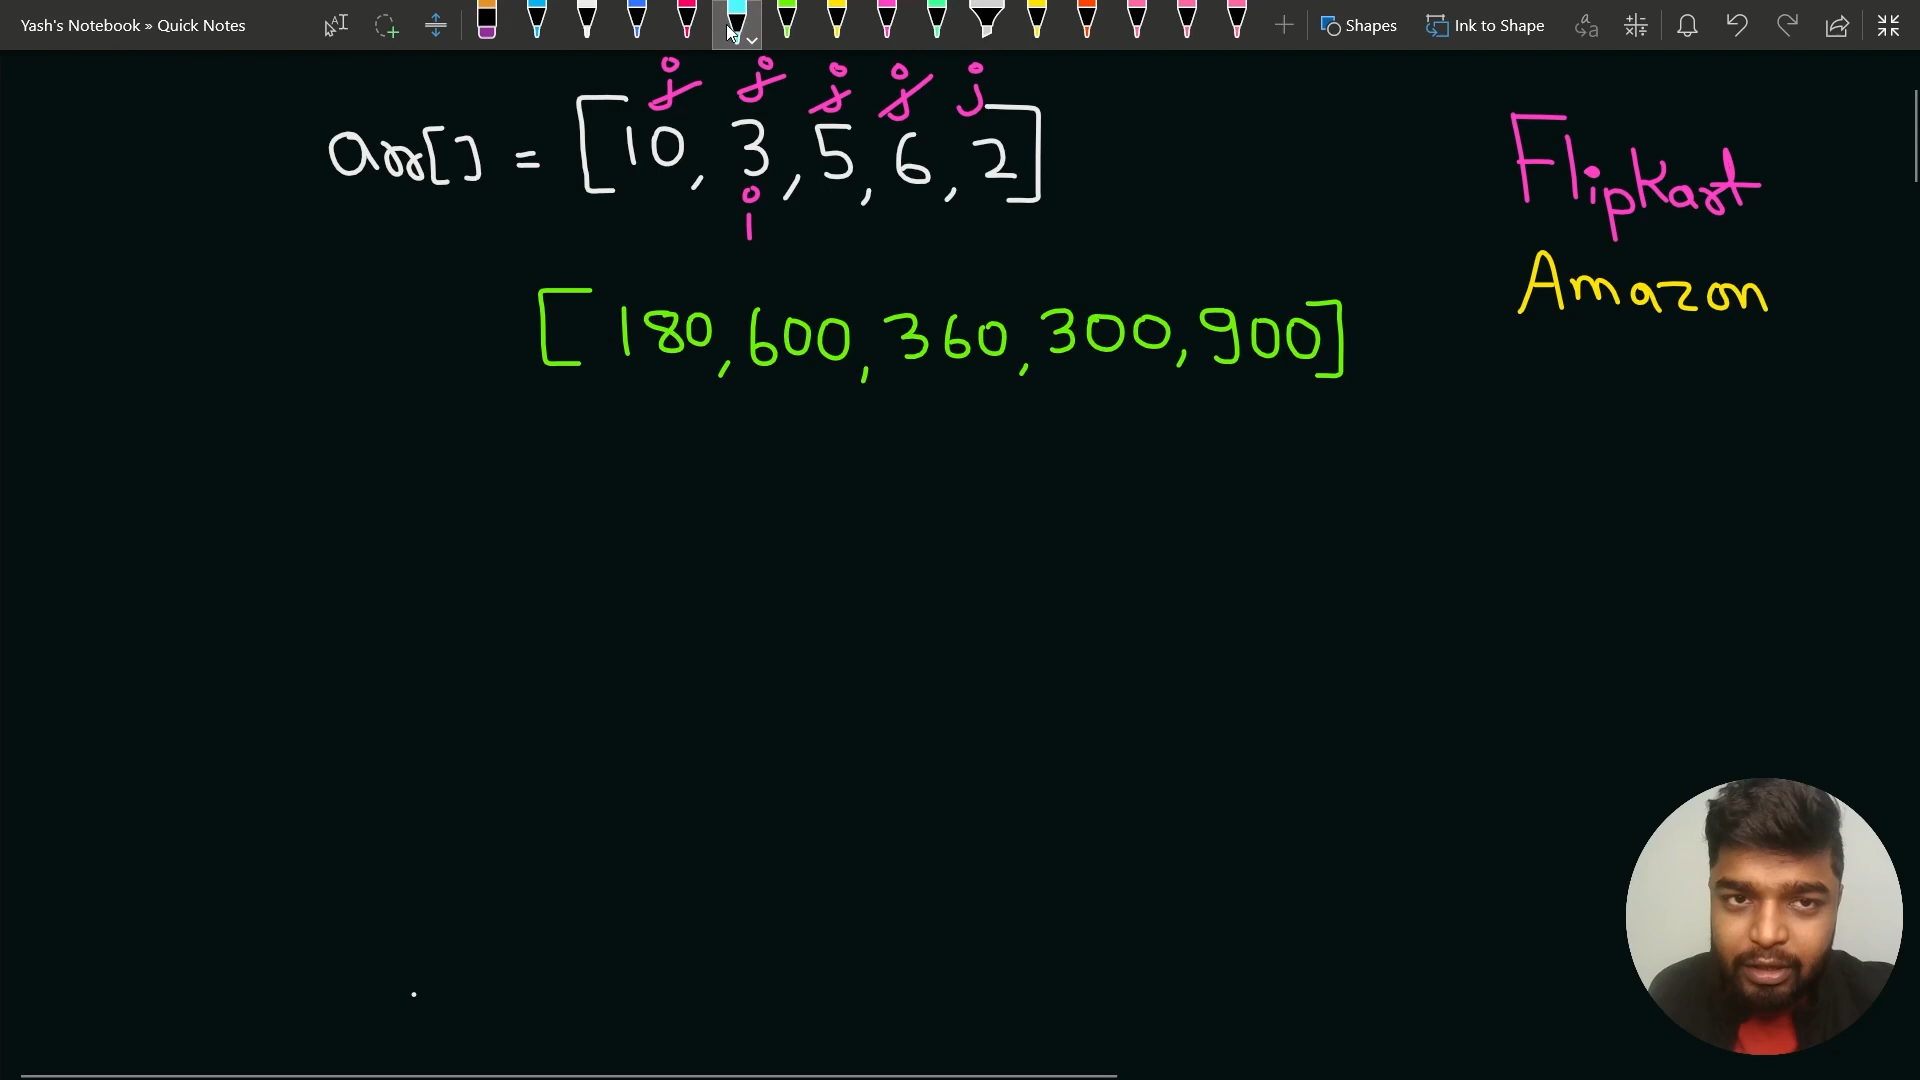 Yash's Notebook » Quick Notes
Shapes
Ink to Shape
j j j j j
arr[] = [10, 3, 5, 6, 2]
i
Flipkart
Amazon
[180, 600, 360, 300, 900]